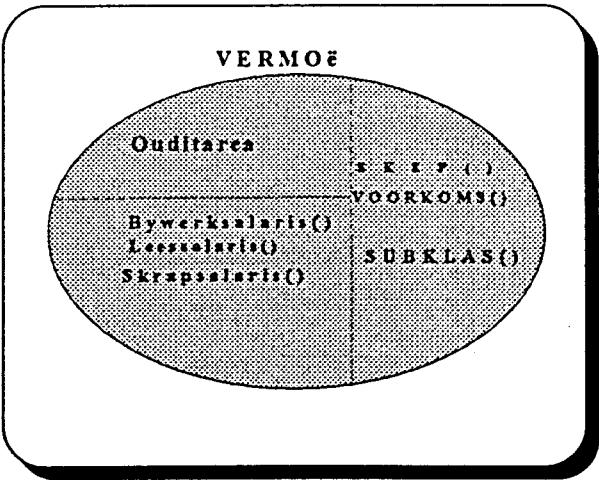 VERMOë
Ouditarea
SKEP()
VOORKOMS()
Bywerksalaris()
Leessalaris()
SUBKLAS()
Skrapsalaris()